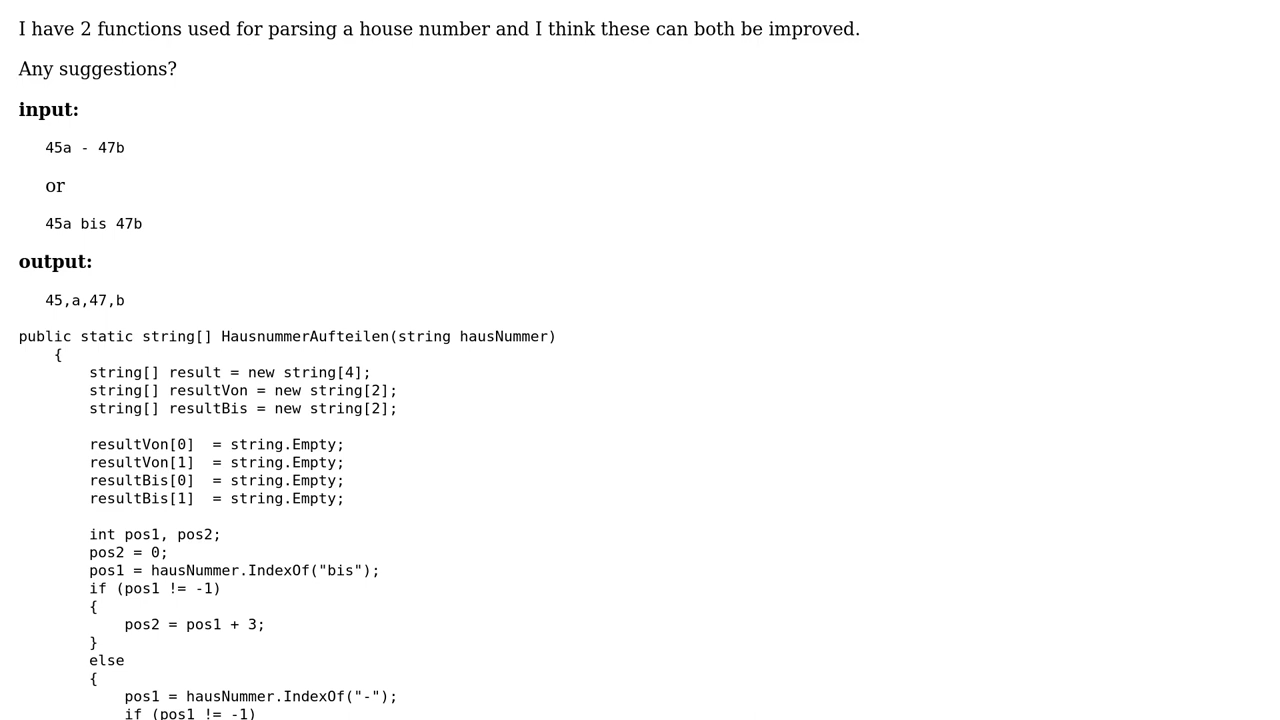 I have 2 functions used for parsing a house number and I think these can both be improved.
Any suggestions?
input:
45a - 47b
or
45a bis 47b
output:
45,a,47,b
public static string[] HausnummerAufteilen(string hausNummer)
{
string[] result = new string[4];
string[] resultVon = new string[2];
string[] resultBis = new string[2];
resultVon[0]  = string.Empty;
resultVon[1]  = string.Empty;
resultBis[0]  = string.Empty;
resultBis[1]  = string.Empty;
int pos1, pos2;
pos2 = 0;
pos1 = hausNummer.IndexOf("bis");
if (pos1 != -1)
{
pos2 = pos1 + 3;
}
else
{
pos1 = hausNummer.IndexOf("-");
if (pos1 != -1)